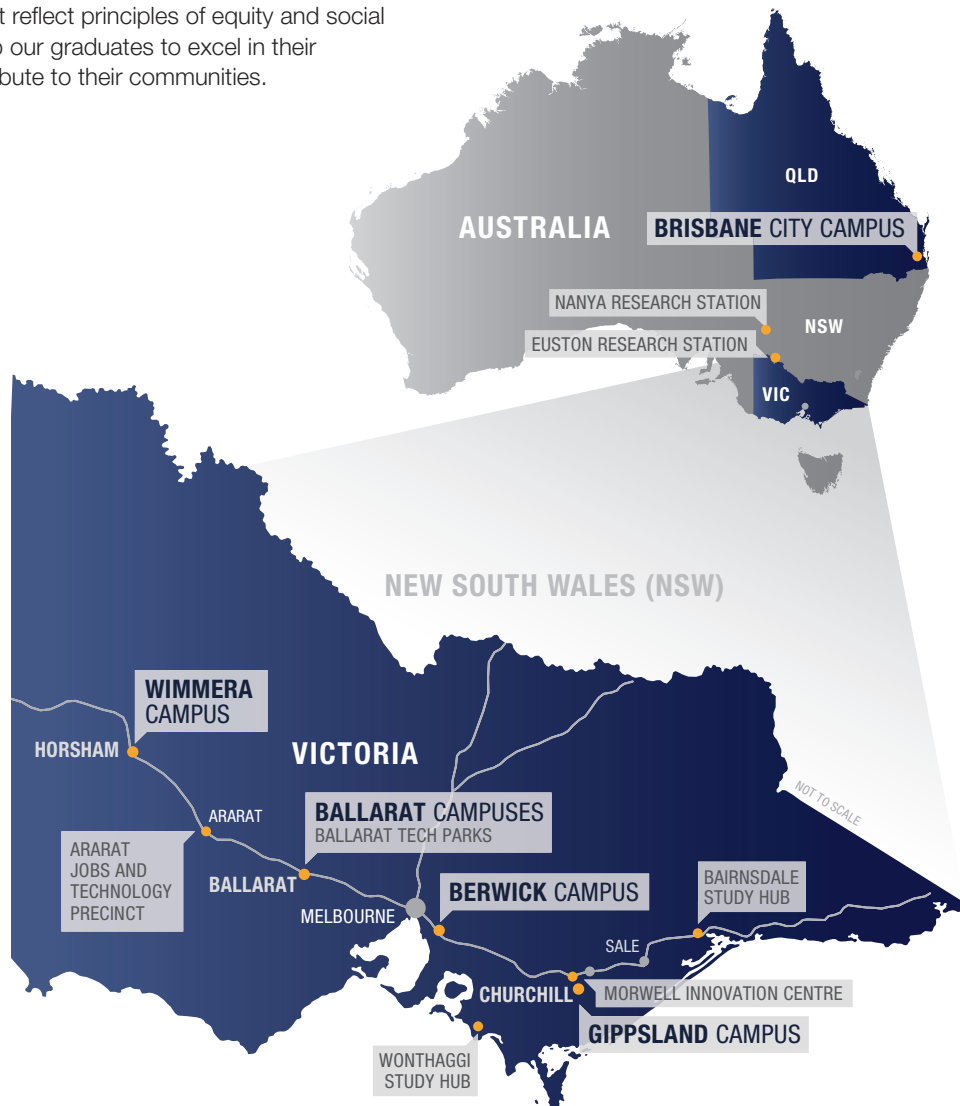 t reflect principles of equity and social
our graduates to excel in their
bute to their communities.
QLD
AUSTRALIA
BRISBANE CITY CAMPUS
NANYA RESEARCH STATION
NSW
EUSTON RESEARCH STATION
VIC
NEW SOUTH WALES (NSW)
WIMMERA
CAMPUS
HORSHAM
VICTORIA
NOT TO SCALE
ARARAT
BALLARAT CAMPUSES
BALLARAT TECH PARKS
ARARAT
JOBS AND
TECHNOLOGY
PRECINCT
BALLARAT
BERWICK CAMPUS
BAIRNSDALE
STUDY HUB
MELBOURNE
SALE
CHURCHILL
MORWELL INNOVATION CENTRE
GIPPSLAND CAMPUS
WONTHAGGI
STUDY HUB